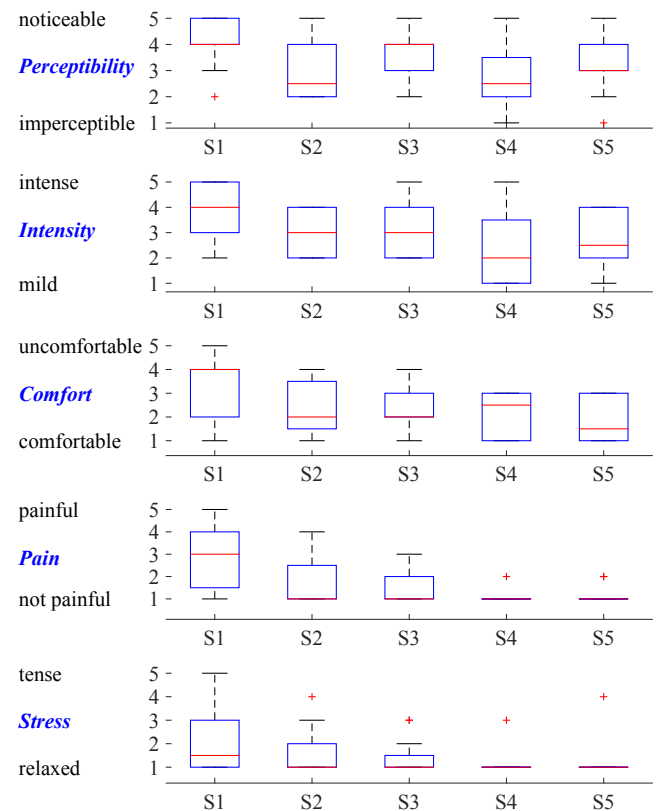 noticeable
Perceptibility
imperceptible
5
4
3
2
1
S1 S2 S3 S4 S5
intense
Intensity
mild
5
4
3
2
1
S1 S2 S3 S4 S5
uncomfortable
Comfort
comfortable
5
4
3
2
1
S1 S2 S3 S4 S5
painful
Pain
not painful
5
4
3
2
1
S1 S2 S3 S4 S5
tense
Stress
relaxed
5
4
3
2
1
S1 S2 S3 S4 S5